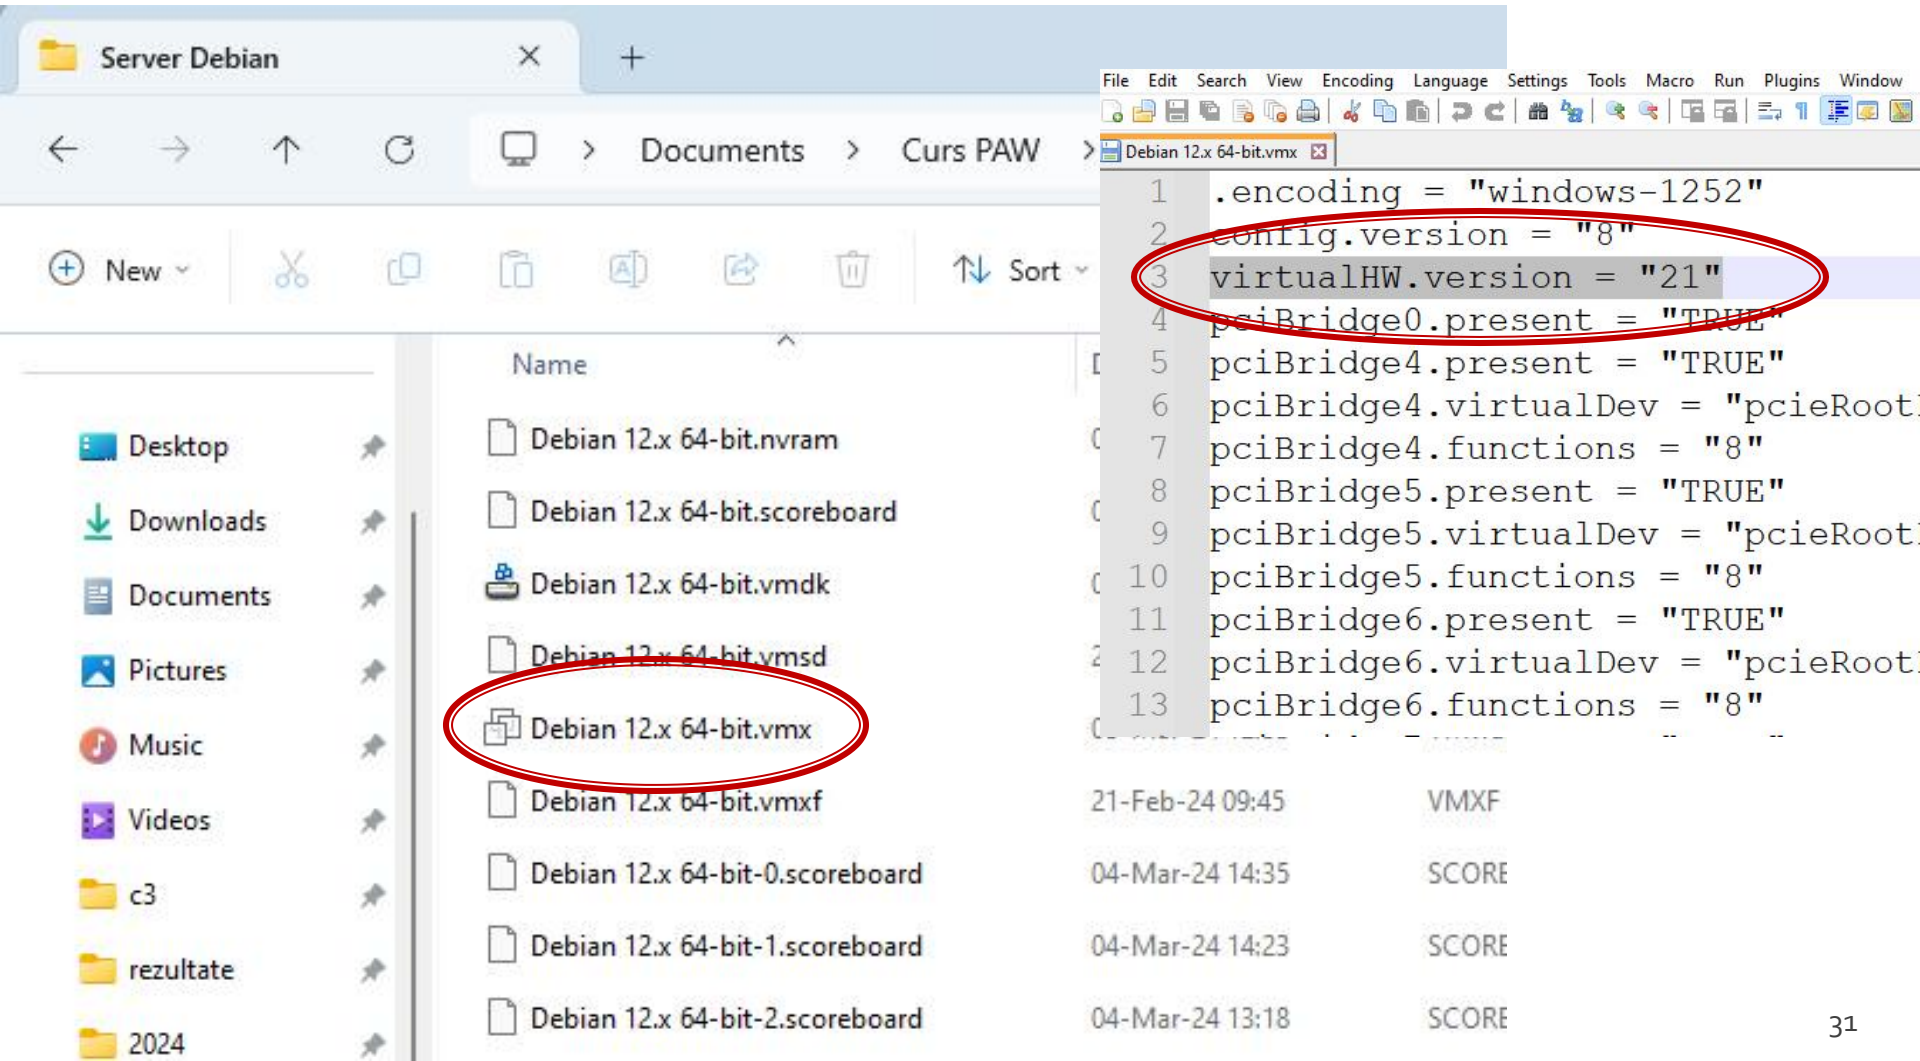 Server Debian
Documents > Curs PAW >
New
Sort
Name
Desktop
Downloads
Documents
Pictures
Music
Videos
c3
rezultate
2024
Debian 12.x 64-bit.nvram
Debian 12.x 64-bit.scoreboard
Debian 12.x 64-bit.vmdk
Debian 12.x 64-bit.vmsd
Debian 12.x 64-bit.vmx
Debian 12.x 64-bit.vmxf 21-Feb-24 09:45 VMXF
Debian 12.x 64-bit-0.scoreboard 04-Mar-24 14:35 SCORE
Debian 12.x 64-bit-1.scoreboard 04-Mar-24 14:23 SCORE
Debian 12.x 64-bit-2.scoreboard 04-Mar-24 13:18 SCORE
File Edit Search View Encoding Language Settings Tools Macro Run Plugins Window
Debian 12.x 64-bit.vmx
1 .encoding = "windows-1252"
2 config.version = "8"
3 virtualHW.version = "21"
4 pciBridge0.present = "TRUE"
5 pciBridge4.present = "TRUE"
6 pciBridge4.virtualDev = "pcieRoot
7 pciBridge4.functions = "8"
8 pciBridge5.present = "TRUE"
9 pciBridge5.virtualDev = "pcieRoot
10 pciBridge5.functions = "8"
11 pciBridge6.present = "TRUE"
12 pciBridge6.virtualDev = "pcieRoot
13 pciBridge6.functions = "8"
31